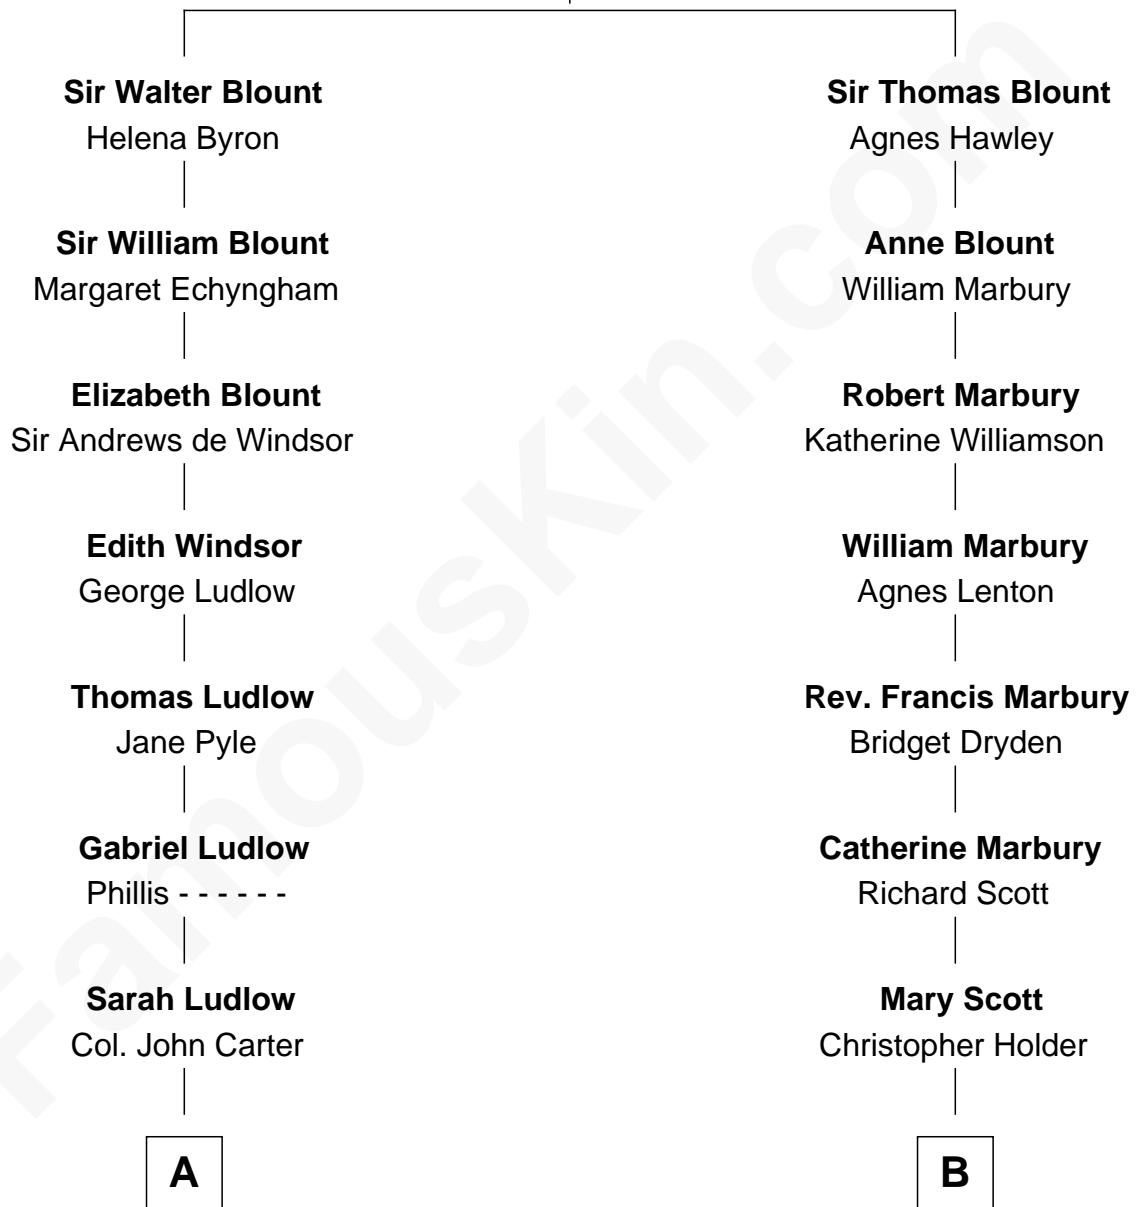 Sir Walter Blount
Helena Byron
Sir William Blount
Margaret Echyngham
Elizabeth Blount
Sir Andrews de Windsor
Edith Windsor
George Ludlow
Thomas Ludlow
Jane Pyle
Gabriel Ludlow
Phillis - - - - - -
Sarah Ludlow
Col. John Carter
A
Sir Thomas Blount
Agnes Hawley
Anne Blount
William Marbury
Robert Marbury
Katherine Williamson
William Marbury
Agnes Lenton
Rev. Francis Marbury
Bridget Dryden
Catherine Marbury
Richard Scott
Mary Scott
Christopher Holder
B
FamousKin.com